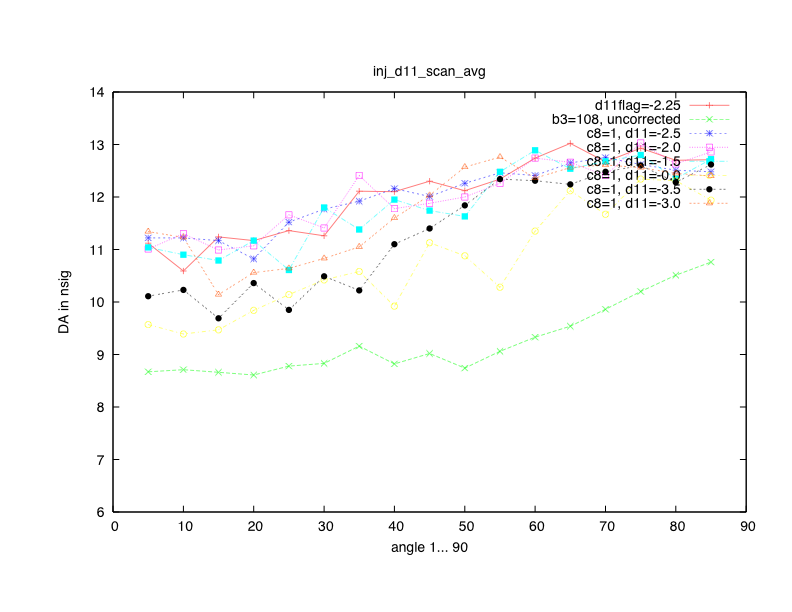 inj_d11_scan_avg
14
13
12
11
10
9
8
7
6
DA in nsig
d11flag=-2.25
b3=108, uncorrected
c8=1, d11=-2.5
c8=1, d11=-2.0
c8=1, d11=-1.5
c8=1, d11=-0.0
c8=1, d11=-3.5
c8=1, d11=-3.0
0 10 20 30 40 50 60 70 80 90
angle 1... 90